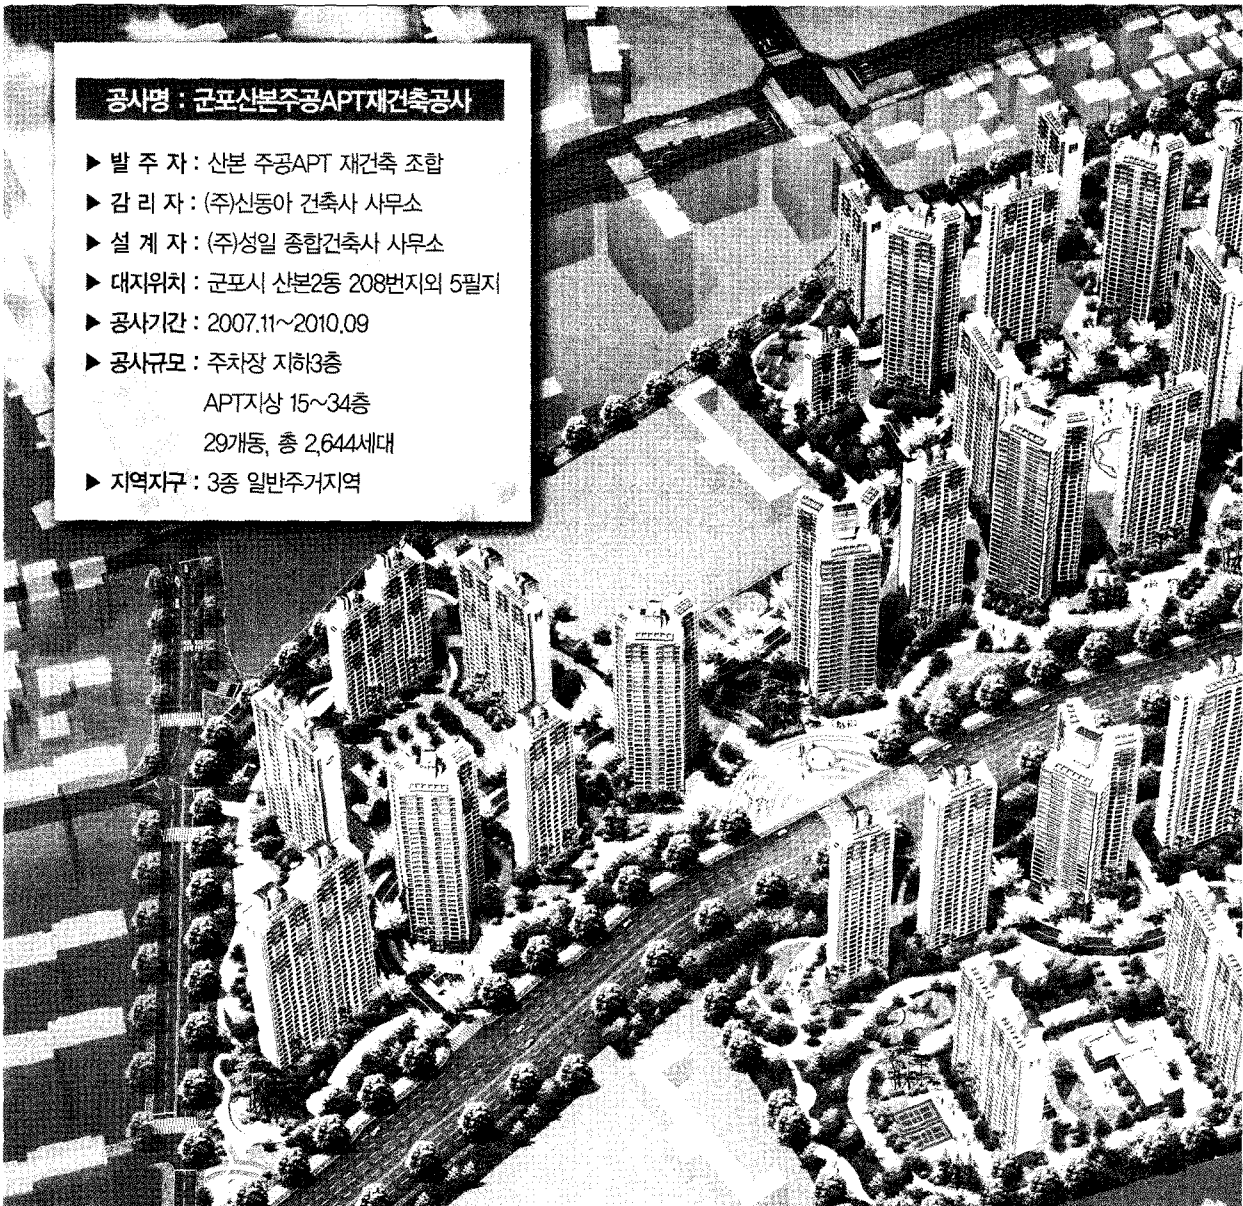 공사명 : 군포산본주공APT재건축공사
▶ 발 주 자 : 산본 주공APT 재건축 조합
▶ 감 리 자 : (주)신동아 건축사 사무소
▶ 설 계 자 : (주)성일 종합건축사 사무소
▶ 대지위치 : 군포시 산본2동 208번지외 5필지
▶ 공사기간 : 2007.11~2010.09
▶ 공사규모 : 주차장 지하3층
APT지상 15~34층
29개동, 총 2,644세대
▶ 지역지구 : 3종 일반주거지역